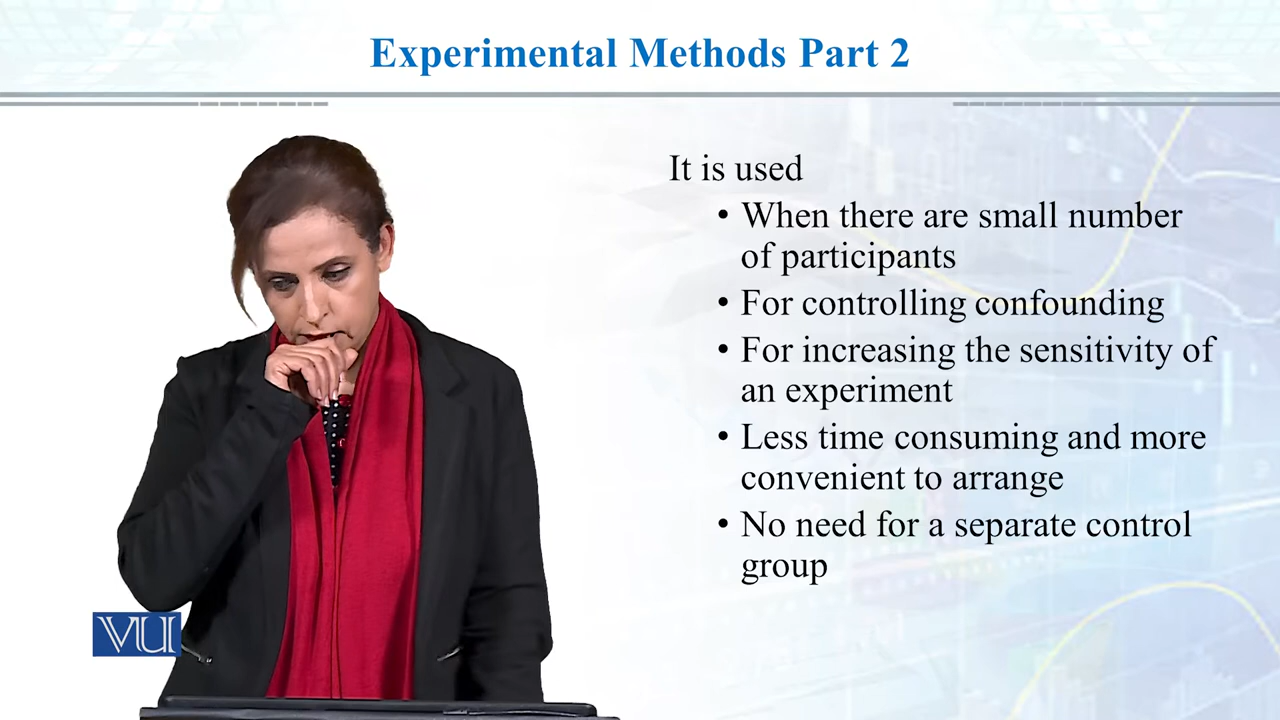 Experimental Methods Part 2
It is used
• When there are small number
of participants
• For controlling confounding
• For increasing the sensitivity of
an experiment
• Less time consuming and more
convenient to arrange
• No need for a separate control
group
VU